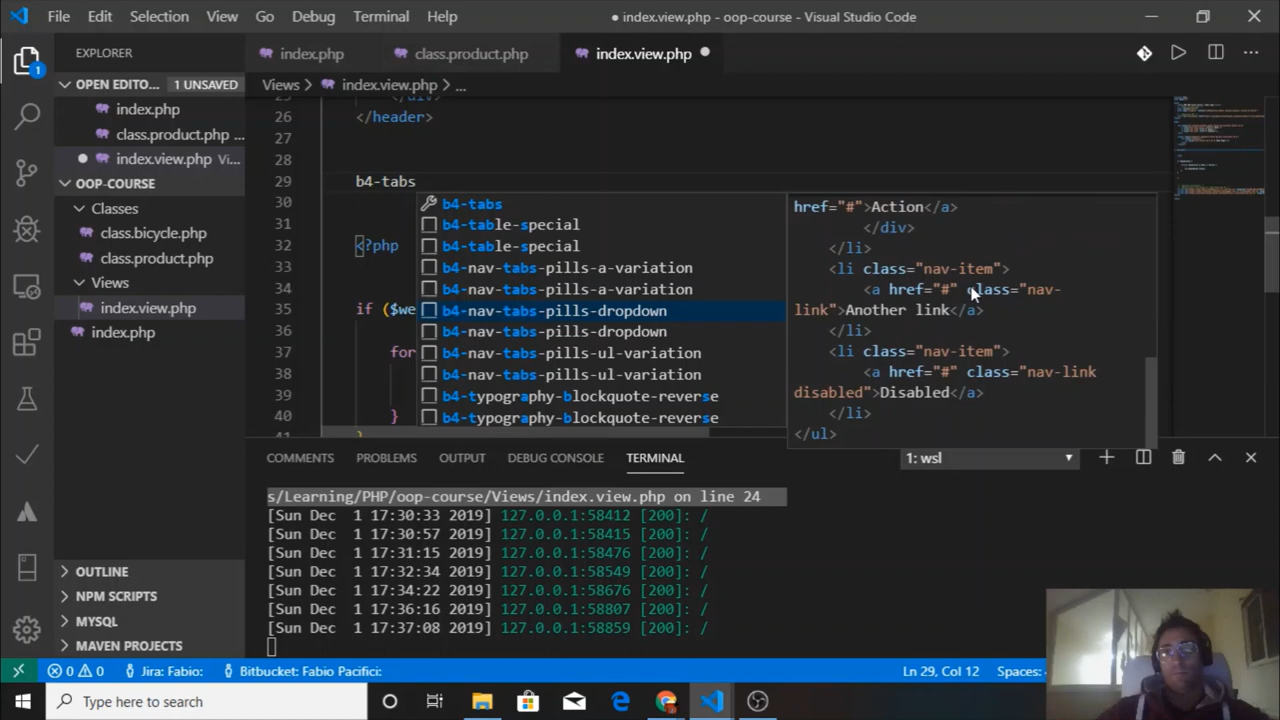 File Edit Selection View Go Debug Terminal Help
● index.view.php - oop-course - Visual Studio Code
EXPLORER
OPEN EDITO... 1 UNSAVED
index.php
class.product.php ...
index.view.php Vi...
OOP-COURSE
Classes
class.bicycle.php
class.product.php
Views
index.view.php
index.php
OUTLINE
NPM SCRIPTS
MYSQL
MAVEN PROJECTS
1
index.php class.product.php index.view.php
Views > index.view.php > ...
25 </div>
26 </header>
27
28
29 b4-tabs
30
31
32 <?php
33
34
35 if ($we
36
37 for
38
39
40 }
41 }
b4-tabs
b4-table-special
b4-table-special
b4-nav-tabs-pills-a-variation
b4-nav-tabs-pills-a-variation
b4-nav-tabs-pills-dropdown
b4-nav-tabs-pills-dropdown
b4-nav-tabs-pills-ul-variation
b4-nav-tabs-pills-ul-variation
b4-typography-blockquote-reverse
b4-typography-blockquote-reverse
href="#">Action</a>
</div>
</li>
<li class="nav-item">
<a href="#" class="nav-
link">Another link</a>
</li>
<li class="nav-item">
<a href="#" class="nav-link
disabled">Disabled</a>
</li>
</ul>
COMMENTS PROBLEMS OUTPUT DEBUG CONSOLE TERMINAL 1: wsl
s/Learning/PHP/oop-course/Views/index.view.php on line 24
[Sun Dec 1 17:30:33 2019] 127.0.0.1:58412 [200]: /
[Sun Dec 1 17:30:57 2019] 127.0.0.1:58415 [200]: /
[Sun Dec 1 17:31:15 2019] 127.0.0.1:58476 [200]: /
[Sun Dec 1 17:32:34 2019] 127.0.0.1:58549 [200]: /
[Sun Dec 1 17:34:22 2019] 127.0.0.1:58676 [200]: /
[Sun Dec 1 17:36:16 2019] 127.0.0.1:58807 [200]: /
[Sun Dec 1 17:37:08 2019] 127.0.0.1:58859 [200]: /
0 0 Jira: Fabio: Bitbucket: Fabio Pacifici: Ln 29, Col 12 Spaces:
Type here to search